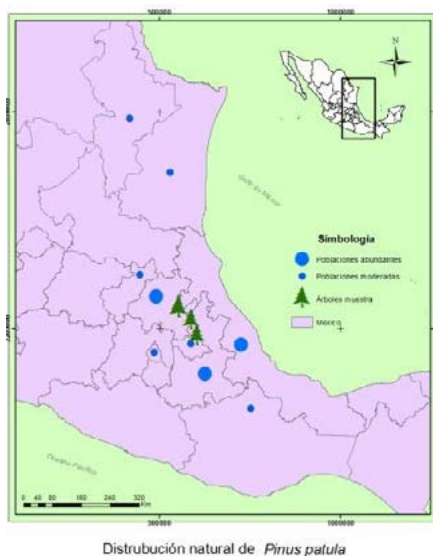 500000
1000000
N
Golfo de México
Simbología
Poblaciones abundantes
Poblaciones moderadas
Árboles muestra
México
Océano Pacífico
0 40 80 160 240 320
Km
500000
1000000
Distrubución natural de Pinus patula